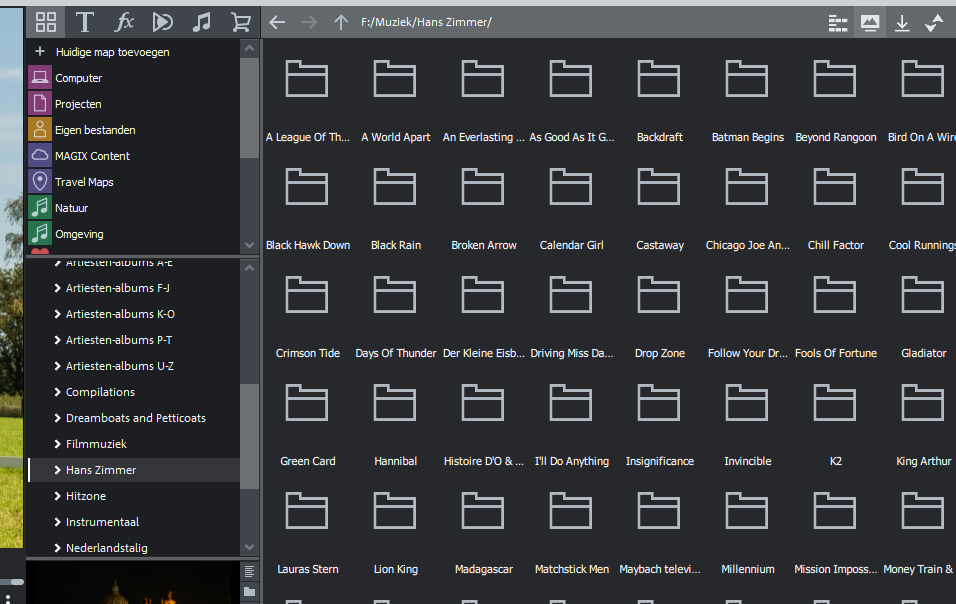 T fx
F:/Muziek/Hans Zimmer/
Huidige map toevoegen
Computer
Projecten
Eigen bestanden
MAGIX Content
Travel Maps
Natuur
Omgeving
Artiesten-albums A-E
Artiesten-albums F-J
Artiesten-albums K-O
Artiesten-albums P-T
Artiesten-albums U-Z
Compilations
Dreamboats and Petticoats
Filmmuziek
Hans Zimmer
Hitzone
Instrumentaal
Nederlandstalig
A League Of Th... A World Apart An Everlasting ... As Good As It G... Backdraft Batman Begins Beyond Rangoon Bird On A Wire
Black Hawk Down Black Rain Broken Arrow Calendar Girl Castaway Chicago Joe An... Chill Factor Cool Runnings
Crimson Tide Days Of Thunder Der Kleine Eisb... Driving Miss Da... Drop Zone Follow Your Dr... Fools Of Fortune Gladiator
Green Card Hannibal Histoire D'O & ... I'll Do Anything Insignificance Invincible K2 King Arthur
Lauras Stern Lion King Madagascar Matchstick Men Maybach televi... Millennium Mission Imposs... Money Train &